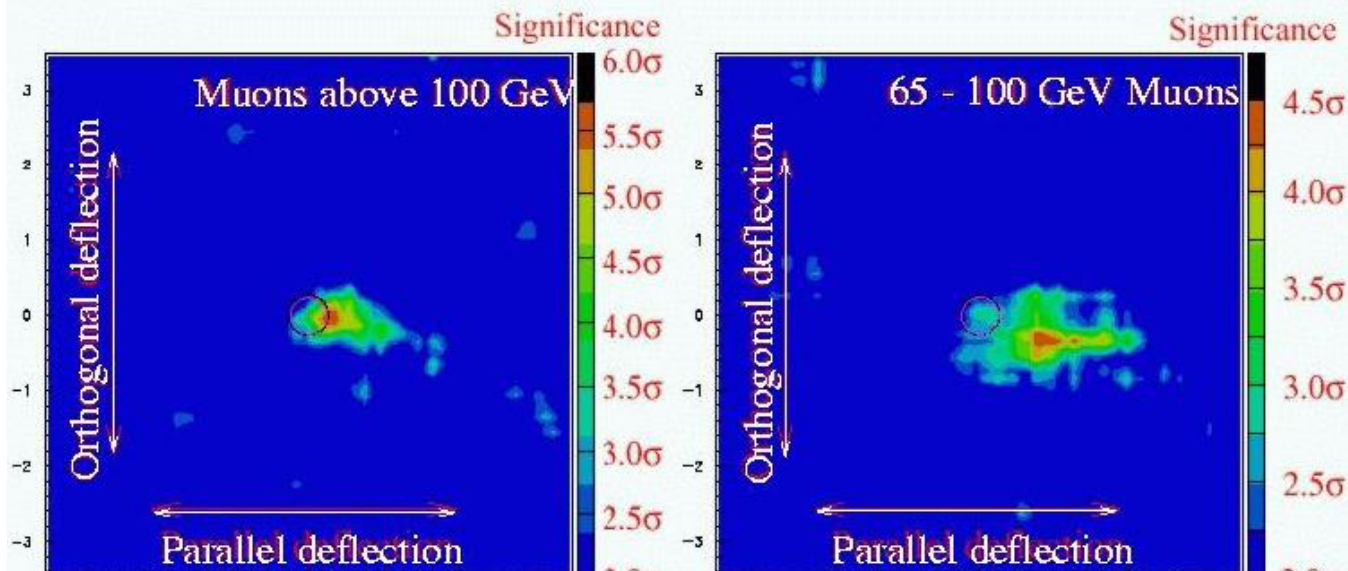 Significance
Muons above 100 GeV
Orthogonal deflection
Parallel deflection
3
2
1
0
-1
-2
-3
6.0σ
5.5σ
5.0σ
4.5σ
4.0σ
3.5σ
3.0σ
2.5σ
Significance
65 - 100 GeV Muons
Orthogonal deflection
Parallel deflection
3
2
1
0
-1
-2
-3
4.5σ
4.0σ
3.5σ
3.0σ
2.5σ